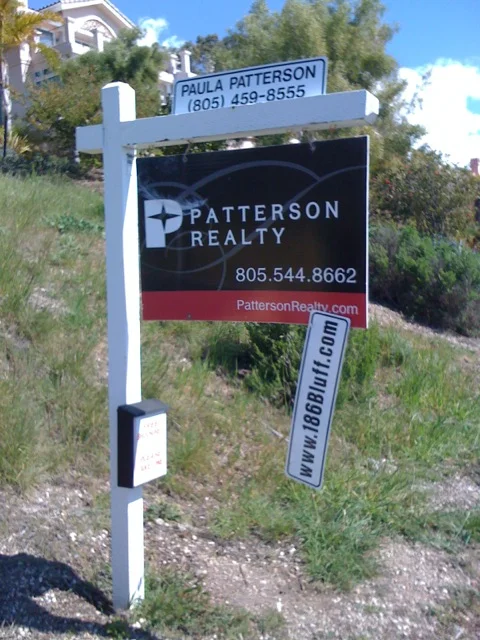 PAULA PATTERSON
(805) 459-8555
P PATTERSON
REALTY
805.544.8662
PattersonRealty.com
www.186Bluff.com